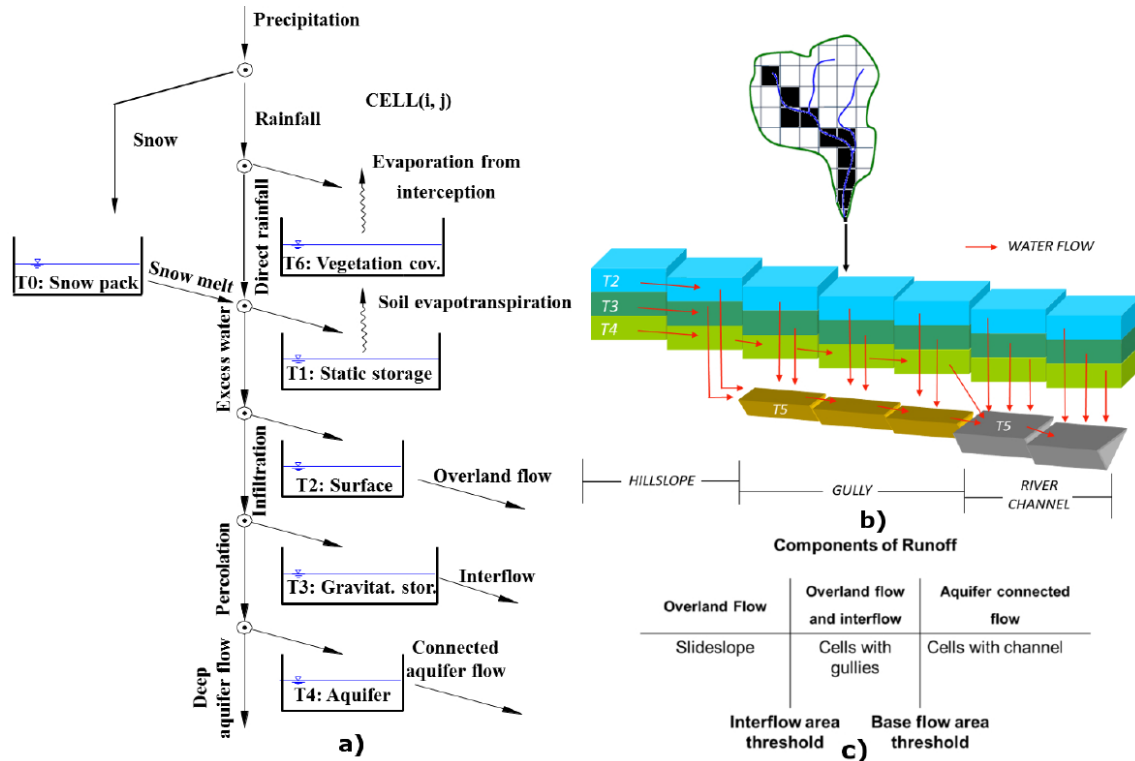 Precipitation
CELL(i, j)
Rainfall
Snow
Evaporation from
interception
Direct rainfall
T6: Vegetation cov.
T0: Snow pack
Snow melt
Soil evapotranspiration
Excess water
T1: Static storage
Infiltration
T2: Surface
Overland flow
Percolation
T3: Gravitat. stor.
Interflow
Deep
aquifer flow
T4: Aquifer
Connected
aquifer flow
a)
WATER FLOW
T2
T3
T4
T5
T5
HILLSLOPE
GULLY
RIVER
CHANNEL
b)
Components of Runoff
Overland Flow
Overland flow
and interflow
Aquifer connected
flow
Slideslope
Cells with
gullies
Cells with channel
Interflow area
threshold
Base flow area
threshold
c)